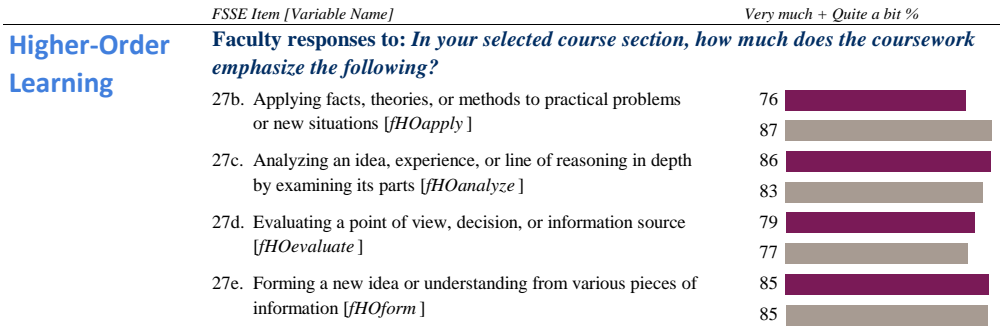 FSSE Item [Variable Name] Very much + Quite a bit %
Higher-Order
Learning
Faculty responses to: In your selected course section, how much does the coursework
emphasize the following?
27b. Applying facts, theories, or methods to practical problems
or new situations [fHOapply ]
76
87
27c. Analyzing an idea, experience, or line of reasoning in depth
by examining its parts [fHOanalyze ]
86
83
27d. Evaluating a point of view, decision, or information source
[fHOevaluate ]
79
77
27e. Forming a new idea or understanding from various pieces of
information [fHOform ]
85
85